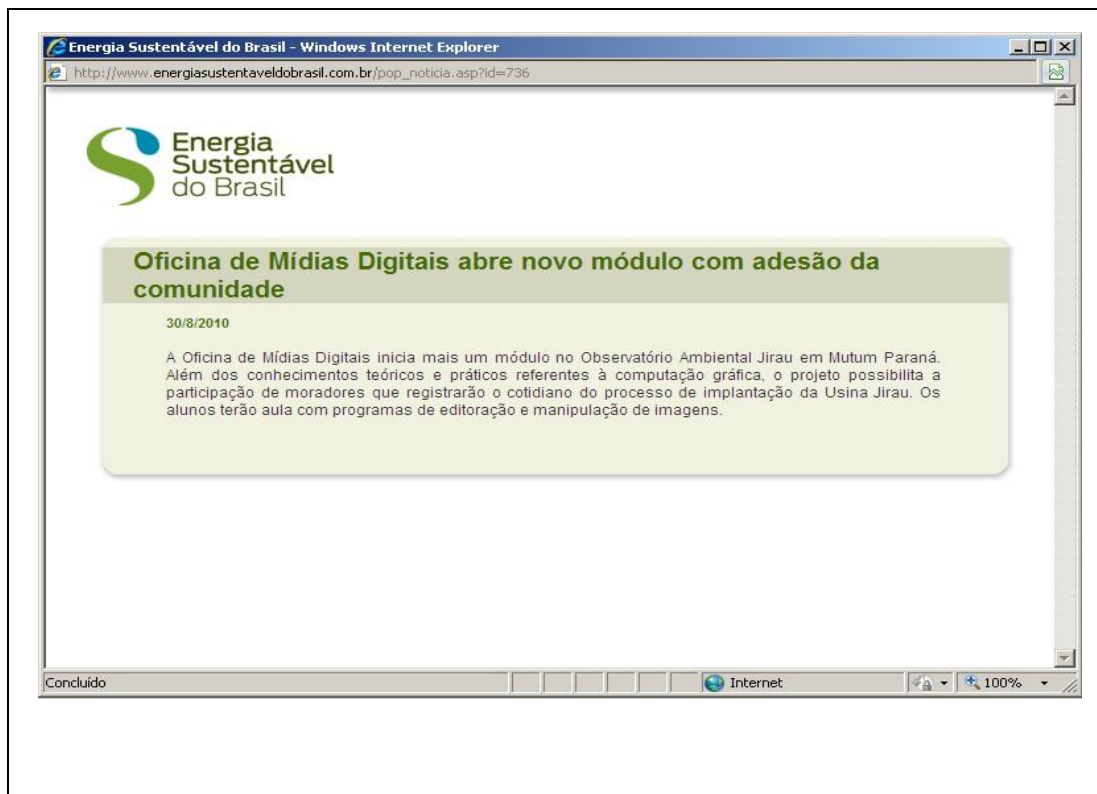 Energia Sustentável do Brasil - Windows Internet Explorer
http://www.energiasustentaveldobrasil.com.br/pop_noticia.asp?id=736
Energia
Sustentável
do Brasil
Oficina de Mídias Digitais abre novo módulo com adesão da
comunidade
30/8/2010
A Oficina de Mídias Digitais inicia mais um módulo no Observatório Ambiental Jirau em Mutum Paraná.
Além dos conhecimentos teóricos e práticos referentes à computação gráfica, o projeto possibilita a
participação de moradores que registrarão o cotidiano do processo de implantação da Usina Jirau. Os
alunos terão aula com programas de editoração e manipulação de imagens.
Concluído
Internet
100%